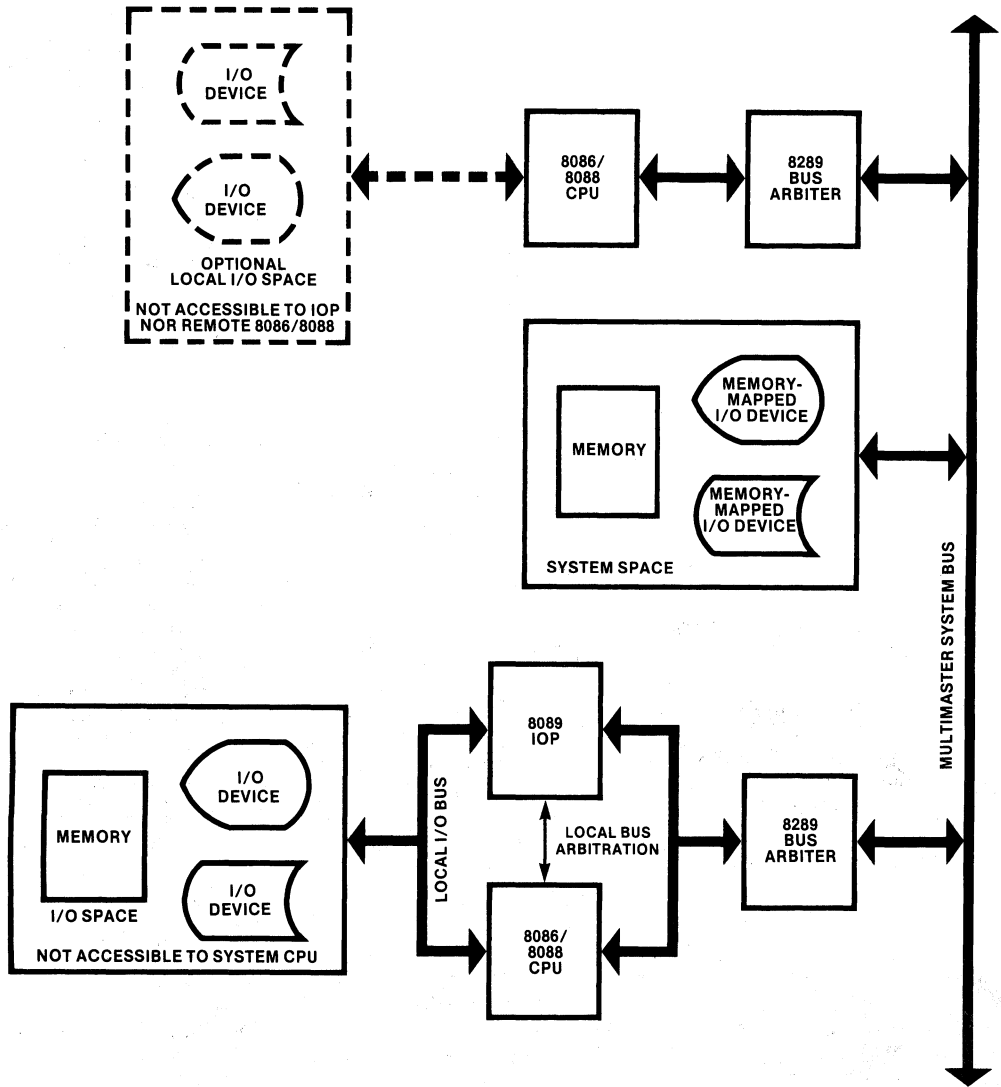 I/O
DEVICE
I/O
DEVICE
OPTIONAL
LOCAL I/O SPACE
NOT ACCESSIBLE TO IOP
NOR REMOTE 8086/8088
8086/
8088
CPU
8289
BUS
ARBITER
MEMORY
MEMORY-
MAPPED
I/O DEVICE
MEMORY-
MAPPED
I/O DEVICE
SYSTEM SPACE
MULTIMASTER SYSTEM BUS
MEMORY
I/O SPACE
I/O
DEVICE
I/O
DEVICE
NOT ACCESSIBLE TO SYSTEM CPU
LOCAL I/O BUS
8089
IOP
LOCAL BUS
ARBITRATION
8086/
8088
CPU
8289
BUS
ARBITER